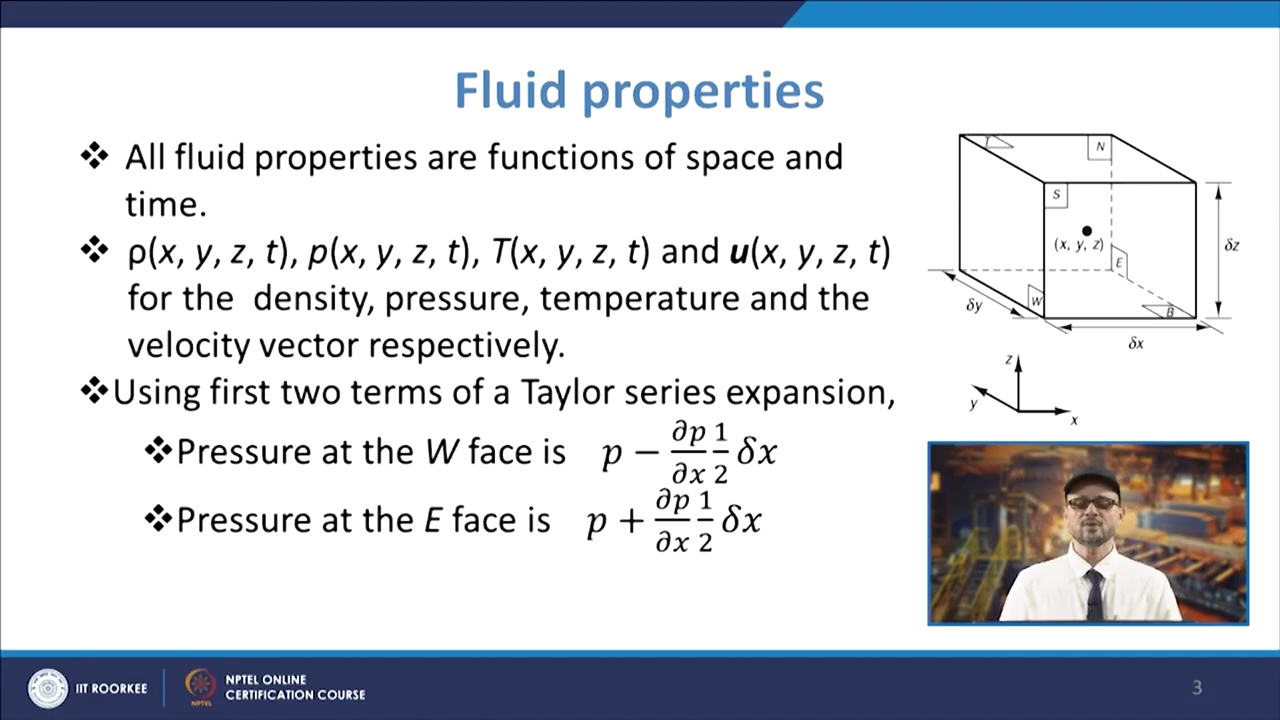 Fluid properties
❖ All fluid properties are functions of space and
time.
❖ ρ(x, y, z, t), p(x, y, z, t), T(x, y, z, t) and u(x, y, z, t)
for the density, pressure, temperature and the
velocity vector respectively.
❖Using first two terms of a Taylor series expansion,
❖Pressure at the W face is p − ∂p/∂x 1/2 δx
❖Pressure at the E face is p + ∂p/∂x 1/2 δx
T
N
S
(x, y, z)
E
W
B
δz
δy
δx
z
y
x
IIT ROORKEE
NPTEL
NPTEL ONLINE
CERTIFICATION COURSE
3